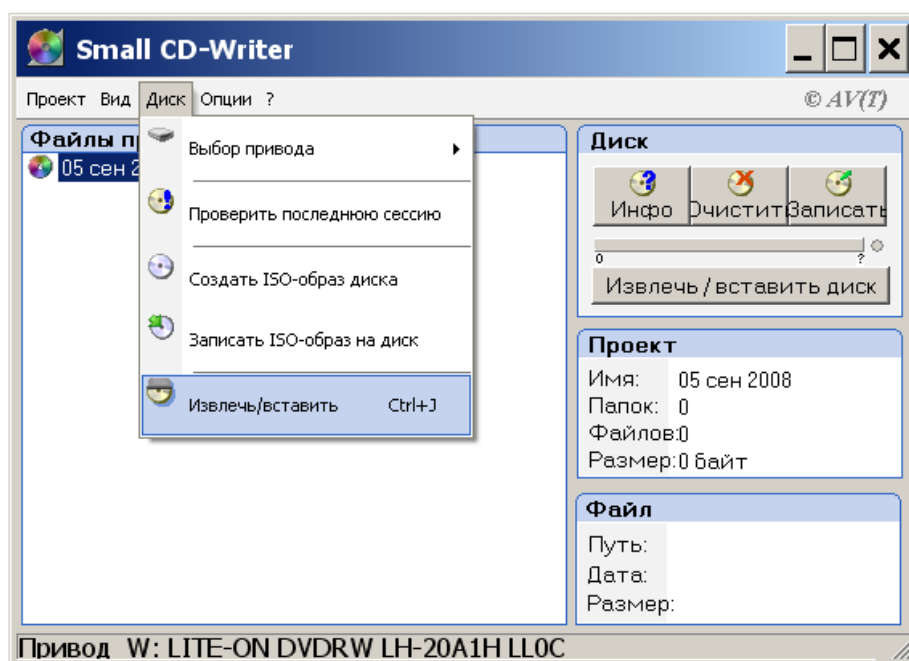 Small CD-Writer
Проект Вид Диск Опции ?
© AV(T)
Файлы п
05 сен 2
Выбор привода
Проверить последнюю сессию
Создать ISO-образ диска
Записать ISO-образ на диск
Извлечь/вставить Ctrl+J
Диск
Инфо Очистить Записать
0 ?
Извлечь / вставить диск
Проект
Имя: 05 сен 2008
Папок: 0
Файлов:0
Размер:0 байт
Файл
Путь:
Дата:
Размер:
Привод W: LITE-ON DVDRW LH-20A1H LL0C